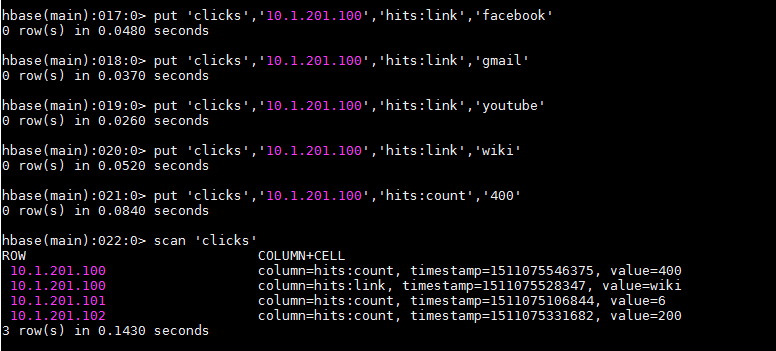 hbase(main):017:0> put 'clicks','10.1.201.100','hits:link','facebook'
0 row(s) in 0.0480 seconds
hbase(main):018:0> put 'clicks','10.1.201.100','hits:link','gmail'
0 row(s) in 0.0370 seconds
hbase(main):019:0> put 'clicks','10.1.201.100','hits:link','youtube'
0 row(s) in 0.0260 seconds
hbase(main):020:0> put 'clicks','10.1.201.100','hits:link','wiki'
0 row(s) in 0.0520 seconds
hbase(main):021:0> put 'clicks','10.1.201.100','hits:count','400'
0 row(s) in 0.0840 seconds
hbase(main):022:0> scan 'clicks'
ROW COLUMN+CELL
10.1.201.100 column=hits:count, timestamp=1511075546375, value=400
10.1.201.100 column=hits:link, timestamp=1511075528347, value=wiki
10.1.201.101 column=hits:count, timestamp=1511075106844, value=6
10.1.201.102 column=hits:count, timestamp=1511075331682, value=200
3 row(s) in 0.1430 seconds